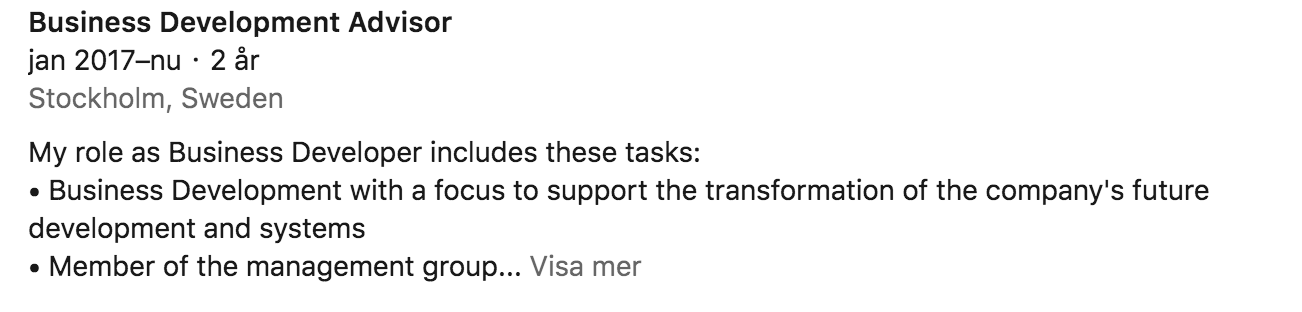 Business Development Advisor
jan 2017–nu · 2 år
Stockholm, Sweden
My role as Business Developer includes these tasks:
• Business Development with a focus to support the transformation of the company's future
development and systems
• Member of the management group... Visa mer